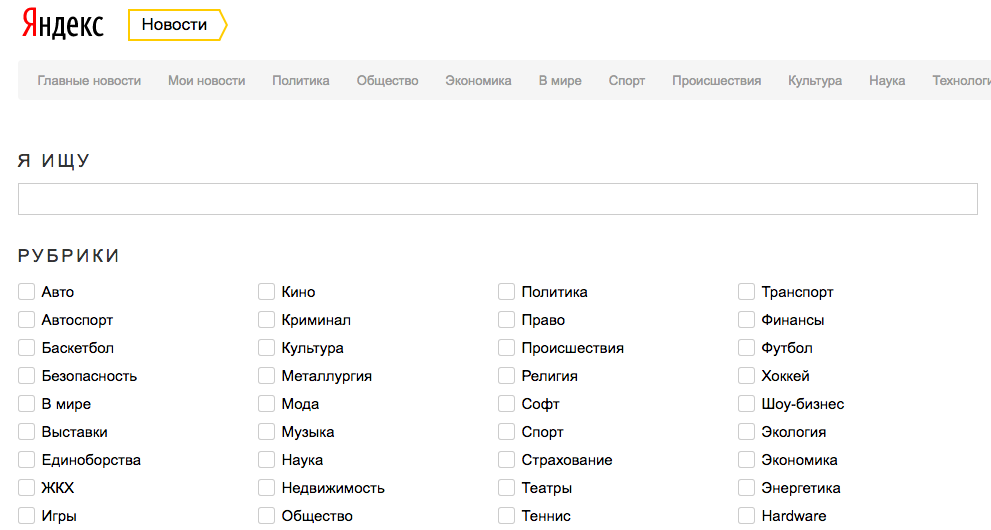 Яндекс Новости
Главные новости Мои новости Политика Общество Экономика В мире Спорт Происшествия Культура Наука Технологи
Я ИЩУ
РУБРИКИ
Авто Кино Политика Транспорт
Автоспорт Криминал Право Финансы
Баскетбол Культура Происшествия Футбол
Безопасность Металлургия Религия Хоккей
В мире Мода Софт Шоу-бизнес
Выставки Музыка Спорт Экология
Единоборства Наука Страхование Экономика
ЖКХ Недвижимость Театры Энергетика
Игры Общество Теннис Hardware